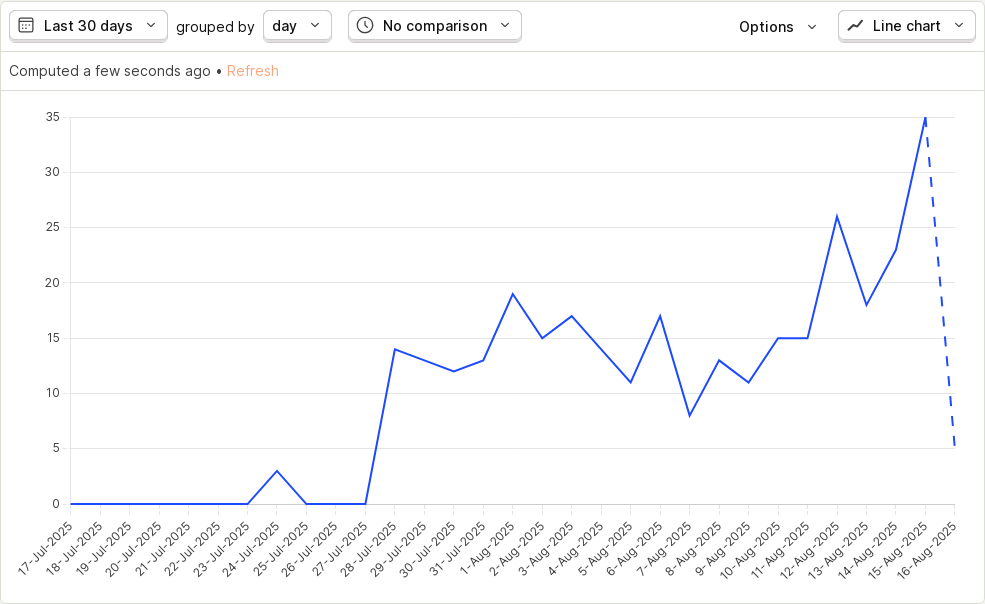 Last 30 days grouped by day No comparison Options Line chart
Computed a few seconds ago • Refresh
35
30
25
20
15
10
5
0
17-Jul-2025
18-Jul-2025
19-Jul-2025
20-Jul-2025
21-Jul-2025
22-Jul-2025
23-Jul-2025
24-Jul-2025
25-Jul-2025
26-Jul-2025
27-Jul-2025
28-Jul-2025
29-Jul-2025
30-Jul-2025
31-Jul-2025
1-Aug-2025
2-Aug-2025
3-Aug-2025
4-Aug-2025
5-Aug-2025
6-Aug-2025
7-Aug-2025
8-Aug-2025
9-Aug-2025
10-Aug-2025
11-Aug-2025
12-Aug-2025
13-Aug-2025
14-Aug-2025
15-Aug-2025
16-Aug-2025